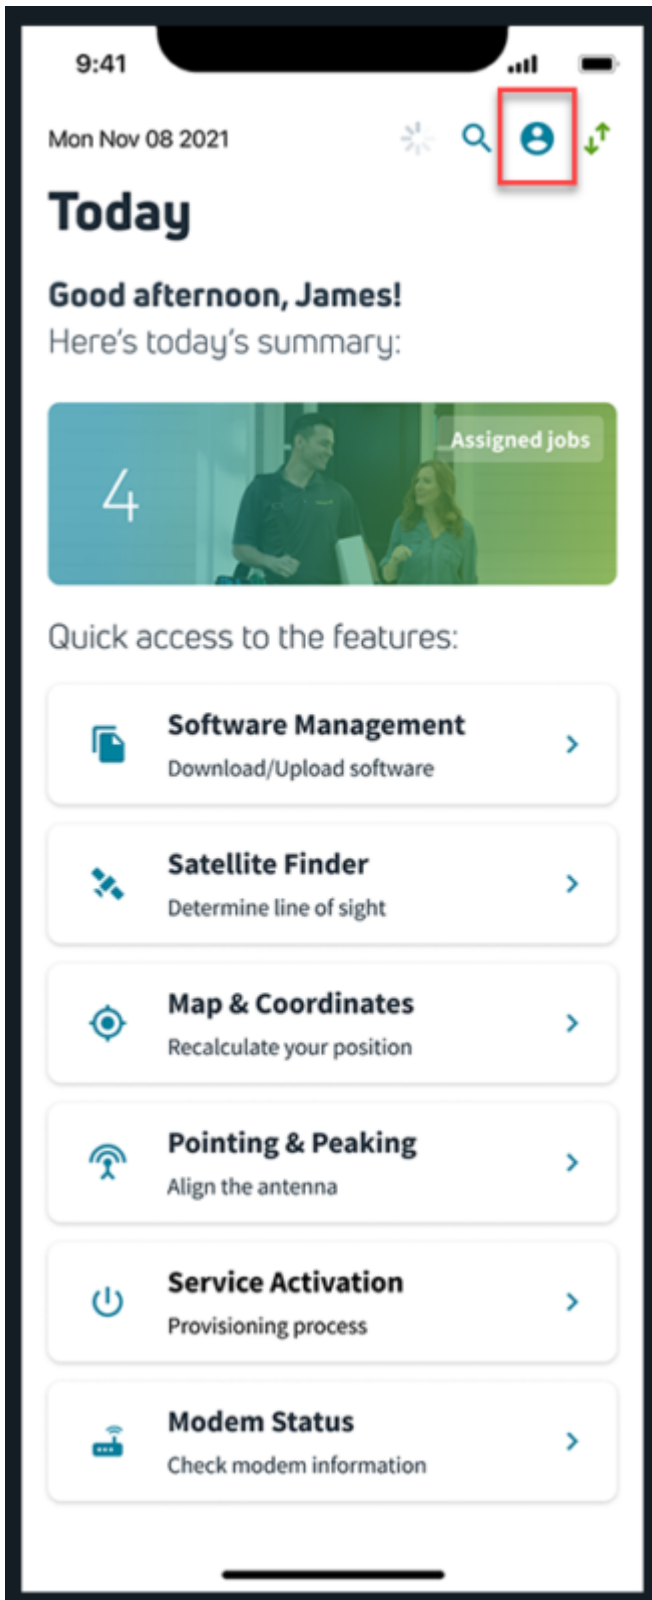 9:41
Mon Nov 08 2021
Today
Good afternoon, James!
Here's today's summary:
Assigned jobs
4
Quick access to the features:
Software Management
Download/Upload software
Satellite Finder
Determine line of sight
Map & Coordinates
Recalculate your position
Pointing & Peaking
Align the antenna
Service Activation
Provisioning process
Modem Status
Check modem information